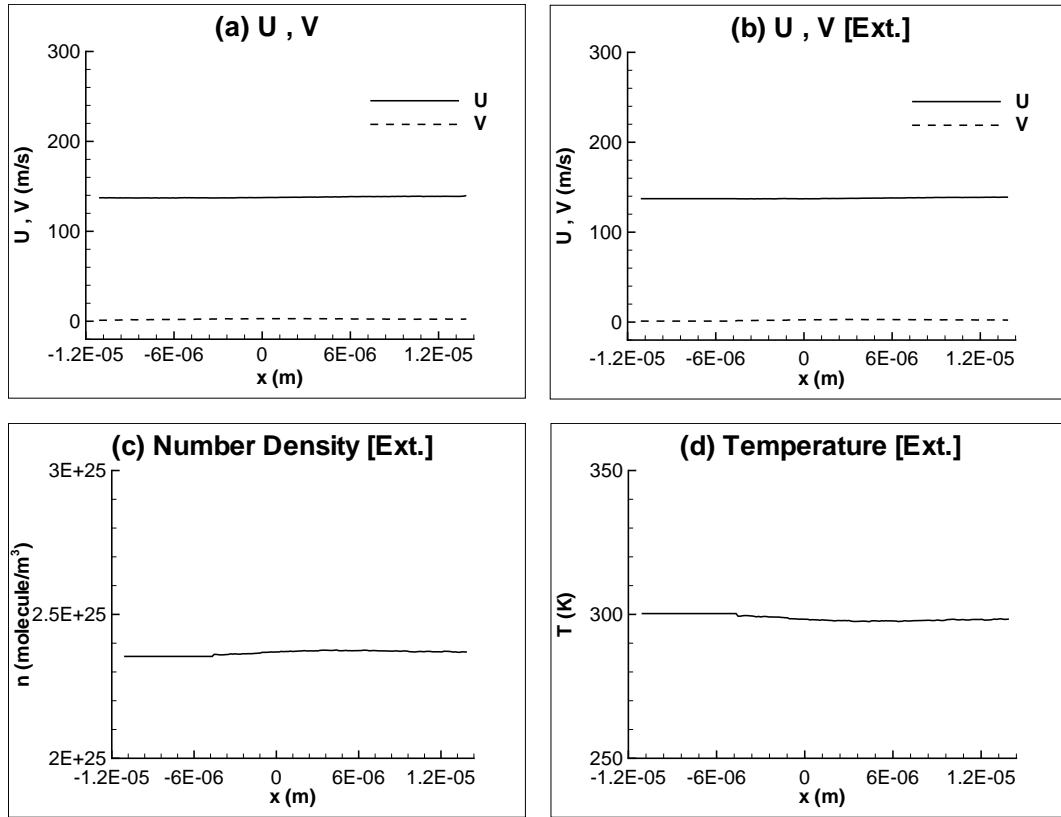 (a) U , V
300
200
100
0
U , V (m/s)
U
V
-1.2E-05 -6E-06 0 6E-06 1.2E-05
x (m)
(b) U , V [Ext.]
300
200
100
0
U , V (m/s)
U
V
-1.2E-05 -6E-06 0 6E-06 1.2E-05
x (m)
(c) Number Density [Ext.]
3E+25
2.5E+25
2E+25
n (molecule/m³)
-1.2E-05 -6E-06 0 6E-06 1.2E-05
x (m)
(d) Temperature [Ext.]
350
300
250
T (K)
-1.2E-05 -6E-06 0 6E-06 1.2E-05
x (m)